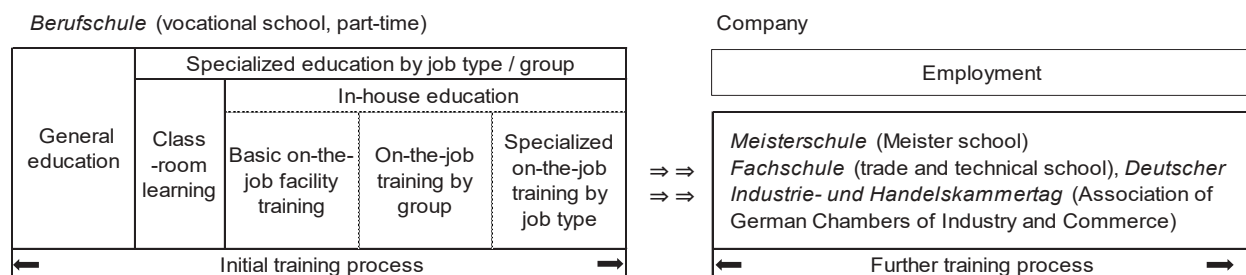 Berufschule (vocational school, part-time)
Company
Specialized education by job type / group
Employment
In-house education
General
education
Class
-room
learning
Basic on-the-
job facility
training
On-the-job
training by
group
Specialized
on-the-job
training by
job type
⇒ ⇒
⇒ ⇒
Meisterschule (Meister school)
Fachschule (trade and technical school), Deutscher
Industrie- und Handelskammertag (Association of
German Chambers of Industry and Commerce)
Initial training process
Further training process